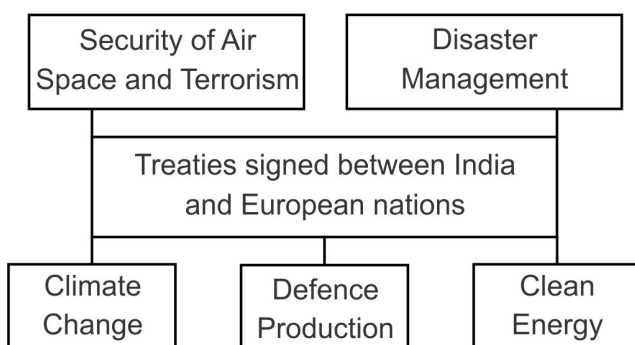 Security of Air
Space and Terrorism
Disaster
Management
Treaties signed between India
and European nations
Climate
Change
Defence
Production
Clean
Energy